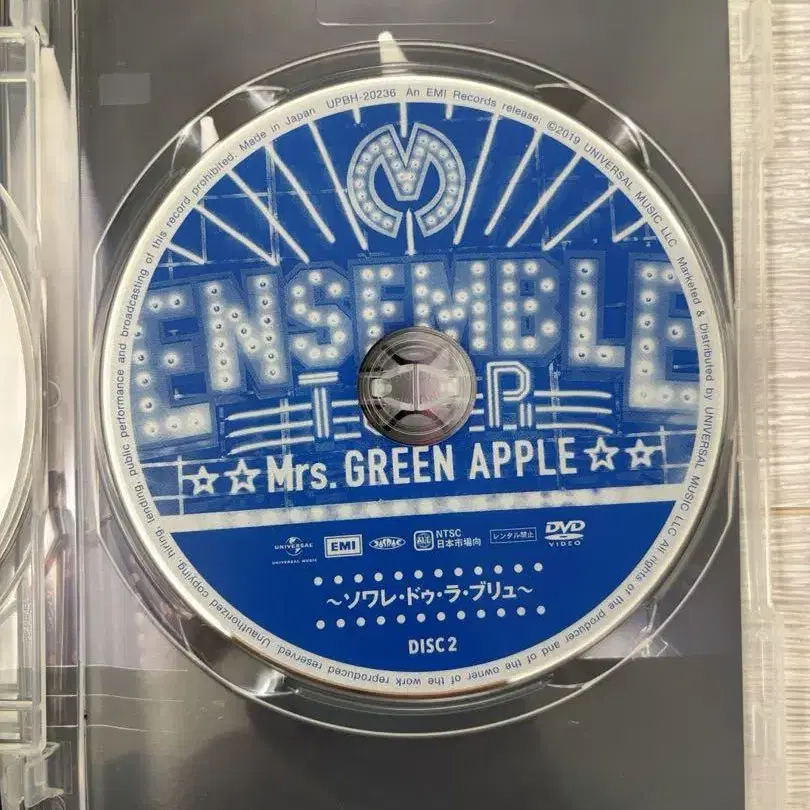 Unauthorized copying, hiring, lending, public performance and broadcasting of this record prohibited. Made in Japan UPBH-20236 An EMI Records release; ©2019 UNIVERSAL MUSIC LLC Marketed & Distributed by UNIVERSAL MUSIC LLC All rights of the producer and of the owner of the work reproduced reserved.
M
ENSEMBLE
T R
☆☆Mrs. GREEN APPLE☆☆
UNIVERSAL
UNIVERSAL MUSIC
EMI
ALL
NTSC
日本市場向
レンタル禁止
DVD
VIDEO
〜ソワレ・ドゥ・ラ・ブリュ〜
DISC 2